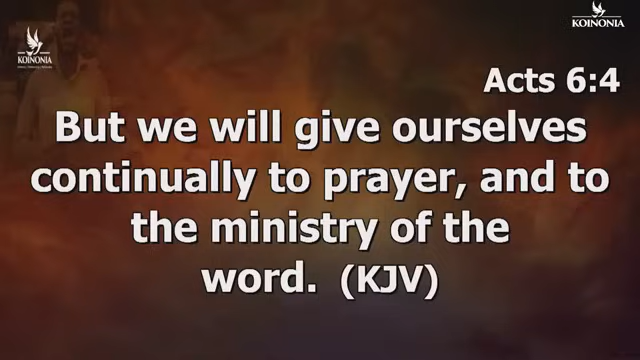 KOINONIA
KOINONIA
Acts 6:4
But we will give ourselves
continually to prayer, and to
the ministry of the
word. (KJV)